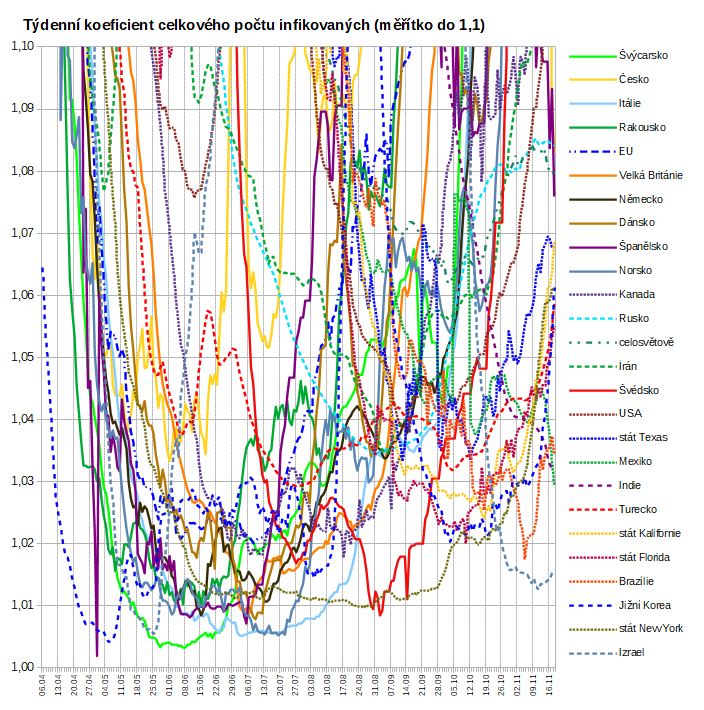 Týdenní koeficient celkového počtu infikovaných (měřítko do 1,1)
1,10
1,09
1,08
1,07
1,06
1,05
1,04
1,03
1,02
1,01
1,00
06.04
13.04
20.04
27.04
04.05
11.05
18.05
25.05
01.06
08.06
15.06
22.06
29.06
06.07
13.07
20.07
27.07
03.08
10.08
17.08
24.08
31.08
07.09
14.09
21.09
28.09
05.10
12.10
19.10
26.10
02.11
09.11
16.11
Švýcarsko
Česko
Itálie
Rakousko
EU
Velká Británie
Německo
Dánsko
Španělsko
Norsko
Kanada
Rusko
celosvětově
Írán
Švédsko
USA
stát Texas
Mexiko
Indie
Turecko
stát Kalifornie
stát Florida
Brazílie
Jižní Korea
stát NewYork
Izrael